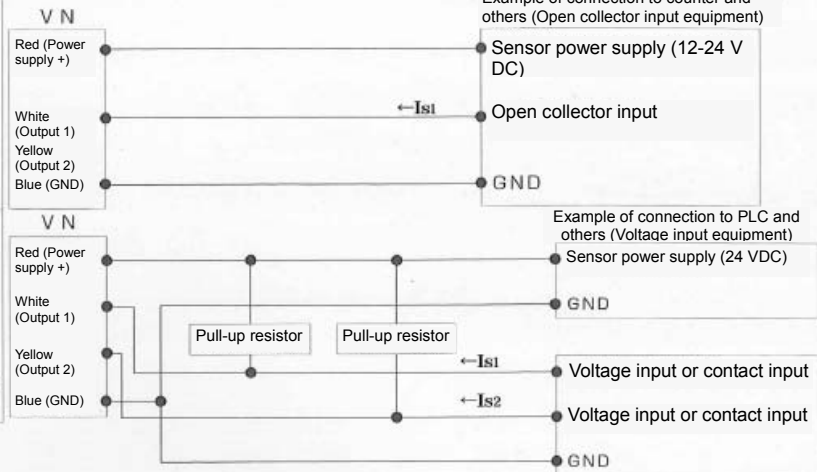 Example of connection to counter and
others (Open collector input equipment)
V N
Red (Power
supply +)
Sensor power supply (12-24 V
DC)
White
(Output 1)
←Is1
Open collector input
Yellow
(Output 2)
Blue (GND)
GND
V N
Example of connection to PLC and
others (Voltage input equipment)
Red (Power
supply +)
Sensor power supply (24 VDC)
White
(Output 1)
GND
Pull-up resistor
Pull-up resistor
Yellow
(Output 2)
←Is1
Voltage input or contact input
Blue (GND)
←Is2
Voltage input or contact input
GND